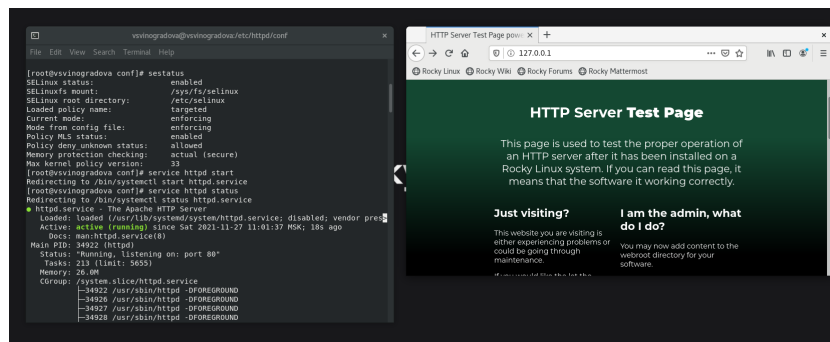 vsvinogradova@vsvinogradova:/etc/httpd/conf
File Edit View Search Terminal Help
[root@vsvinogradova conf]# sestatus
SELinux status: enabled
SELinuxfs mount: /sys/fs/selinux
SELinux root directory: /etc/selinux
Loaded policy name: targeted
Current mode: enforcing
Mode from config file: enforcing
Policy MLS status: enabled
Policy deny_unknown status: allowed
Memory protection checking: actual (secure)
Max kernel policy version: 33
[root@vsvinogradova conf]# service httpd start
Redirecting to /bin/systemctl start httpd.service
[root@vsvinogradova conf]# service httpd status
Redirecting to /bin/systemctl status httpd.service
● httpd.service - The Apache HTTP Server
Loaded: loaded (/usr/lib/systemd/system/httpd.service; disabled; vendor pres>
Active: active (running) since Sat 2021-11-27 11:01:37 MSK; 18s ago
Docs: man:httpd.service(8)
Main PID: 34922 (httpd)
Status: "Running, listening on: port 80"
Tasks: 213 (limit: 5655)
Memory: 26.0M
CGroup: /system.slice/httpd.service
├─34922 /usr/sbin/httpd -DFOREGROUND
├─34926 /usr/sbin/httpd -DFOREGROUND
├─34927 /usr/sbin/httpd -DFOREGROUND
├─34928 /usr/sbin/httpd -DFOREGROUND
HTTP Server Test Page powe
127.0.0.1
Rocky Linux Rocky Wiki Rocky Forums Rocky Mattermost
HTTP Server Test Page
This page is used to test the proper operation of
an HTTP server after it has been installed on a
Rocky Linux system. If you can read this page, it
means that the software it working correctly.
Just visiting?
This website you are visiting is
either experiencing problems or
could be going through
maintenance.
If you would like the let the
I am the admin, what
do I do?
You may now add content to the
webroot directory for your
software.